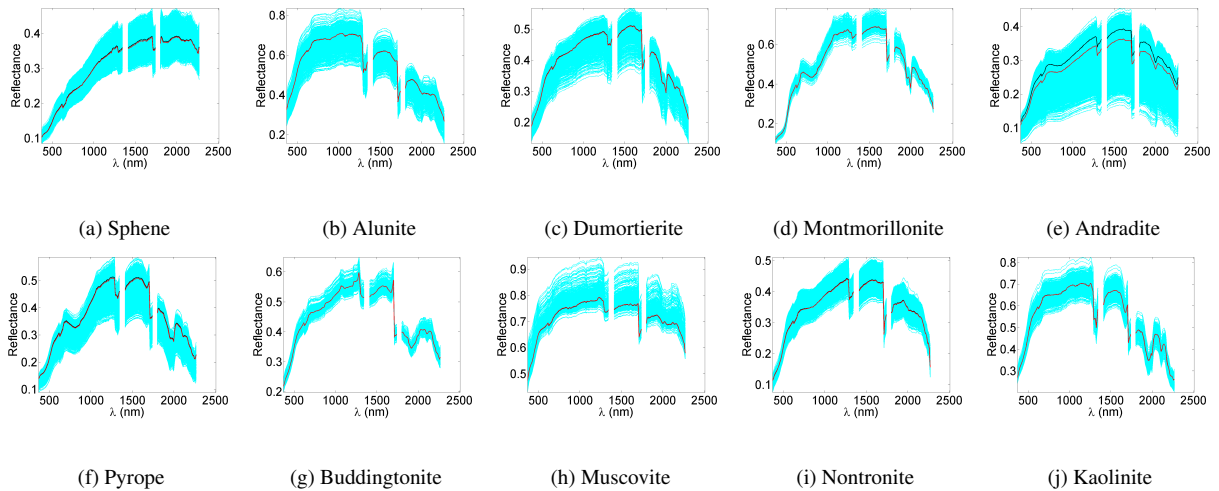 Reflectance
0.4
0.3
0.2
0.1
500 1000 1500 2000 2500
λ (nm)
(a) Sphene
Reflectance
0.8
0.6
0.4
0.2
500 1000 1500 2000 2500
λ (nm)
(b) Alunite
Reflectance
0.5
0.4
0.3
0.2
500 1000 1500 2000 2500
λ (nm)
(c) Dumortierite
Reflectance
0.6
0.4
0.2
500 1000 1500 2000 2500
λ (nm)
(d) Montmorillonite
Reflectance
0.4
0.3
0.2
0.1
500 1000 1500 2000 2500
λ (nm)
(e) Andradite
Reflectance
0.5
0.4
0.3
0.2
0.1
500 1000 1500 2000 2500
λ (nm)
(f) Pyrope
Reflectance
0.6
0.5
0.4
0.3
0.2
500 1000 1500 2000 2500
λ (nm)
(g) Buddingtonite
Reflectance
0.9
0.8
0.7
0.6
0.5
500 1000 1500 2000 2500
λ (nm)
(h) Muscovite
Reflectance
0.5
0.4
0.3
0.2
0.1
500 1000 1500 2000 2500
λ (nm)
(i) Nontronite
Reflectance
0.8
0.7
0.6
0.5
0.4
0.3
500 1000 1500 2000 2500
λ (nm)
(j) Kaolinite